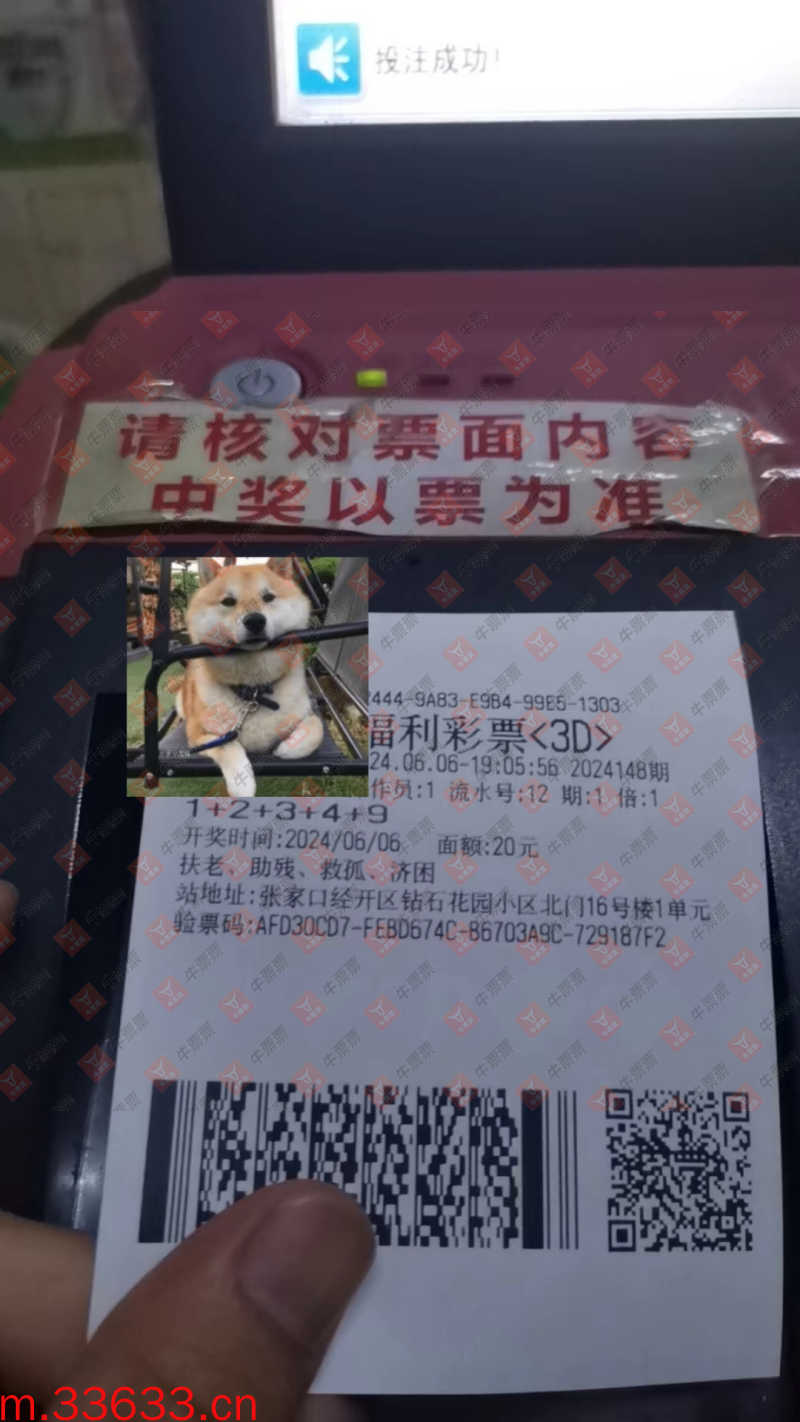 投注成功!
请核对票面内容
中奖以票为准
444-9A83-E9B4-99E5-1303
福利彩票<3D>
24.06.06-19:05:56 2024148期
作员:1 流水号:12 期:1 倍:1
1+2+3+4+9
开奖时间:2024/06/06 面额:20元
扶老、助残、救孤、济困
站地址:张家口经开区钻石花园小区北门16号楼1单元
验票码:AFD30CD7-FEBD674C-B6703A9C-729187F2
牛票票
m.33633.cn